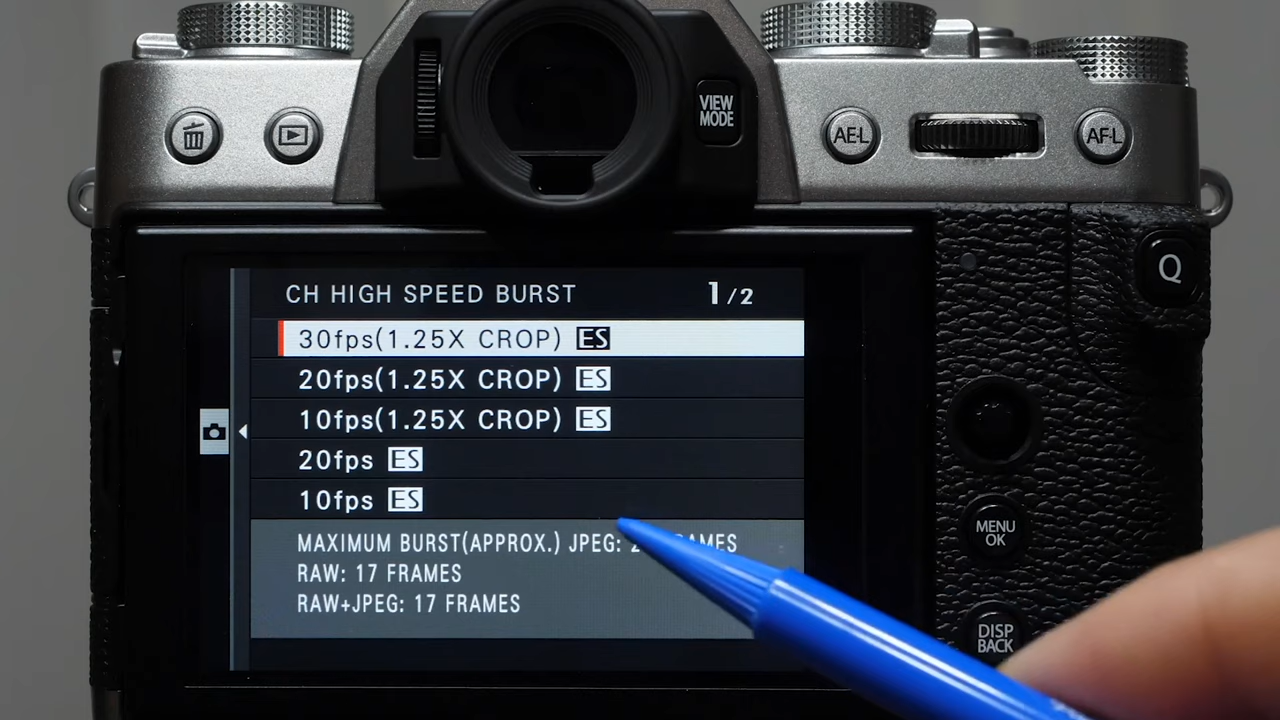 VIEW
MODE
AE-L
AF-L
Q
CH HIGH SPEED BURST 1/2
30fps(1.25X CROP) ES
20fps(1.25X CROP) ES
10fps(1.25X CROP) ES
20fps ES
10fps ES
MAXIMUM BURST(APPROX.) JPEG: FRAMES
RAW: 17 FRAMES
RAW+JPEG: 17 FRAMES
MENU
OK
DISP
BACK